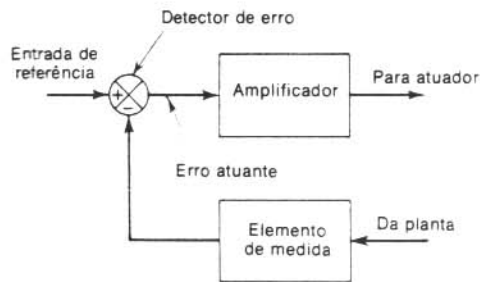 Detector de erro
Entrada de
referência
+
−
Amplificador
Para atuador
Erro atuante
Elemento
de medida
Da planta